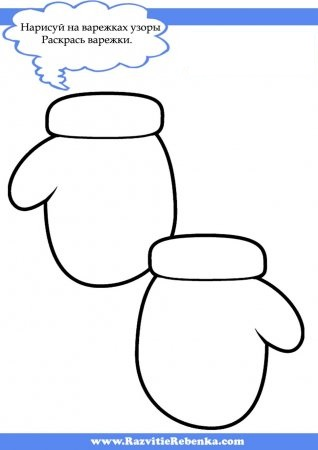 Нарисуй на варежках узоры
Раскрась варежки.
www.RazvitieRebenka.com